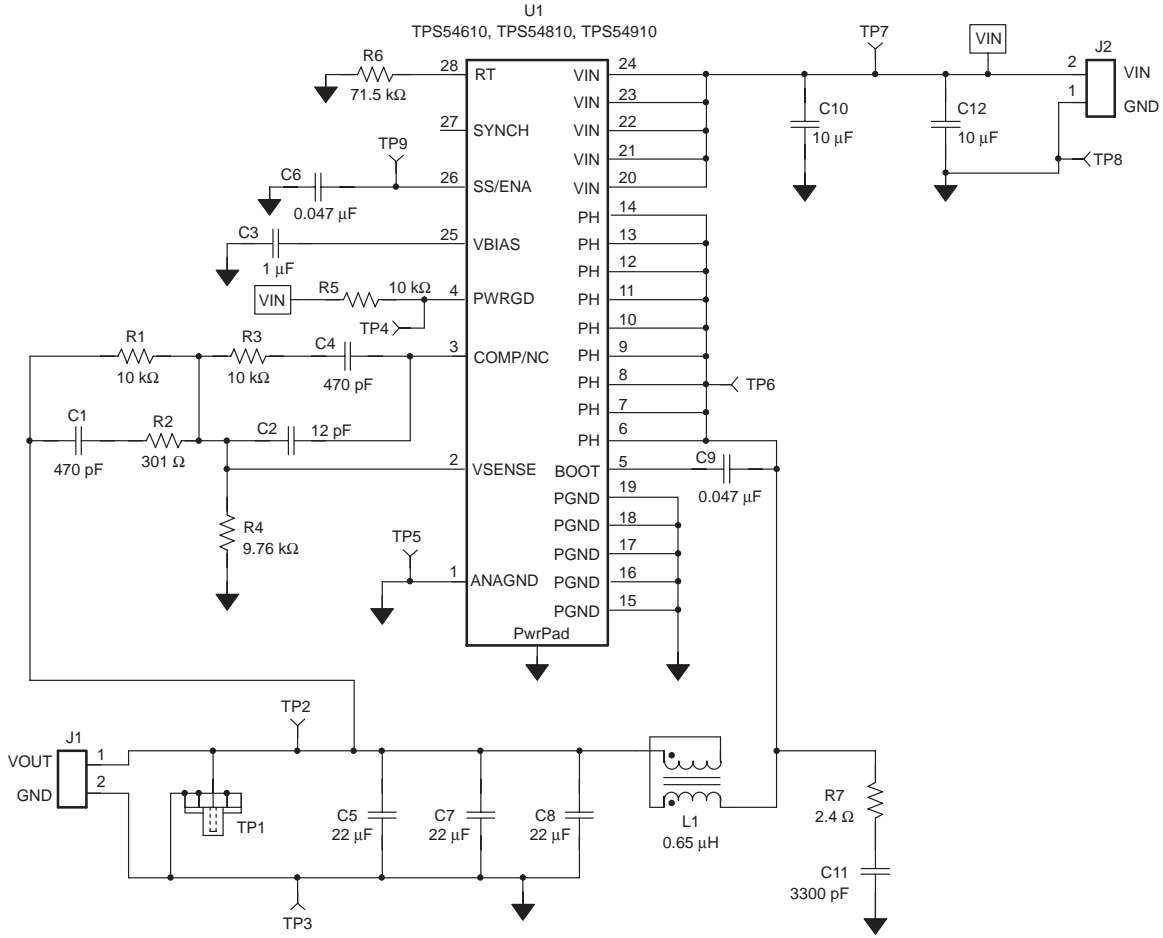 U1
TPS54610, TPS54810, TPS54910
R6
71.5 kΩ
28
RT
27
SYNCH
TP9
C6
0.047 μF
26
SS/ENA
C3
1 μF
25
VBIAS
VIN
R5
10 kΩ
4
PWRGD
TP4
R1
10 kΩ
R3
10 kΩ
C4
470 pF
3
COMP/NC
C1
470 pF
R2
301 Ω
C2
12 pF
2
VSENSE
R4
9.76 kΩ
TP5
1
ANAGND
PwrPad
VIN
24
VIN
23
VIN
22
VIN
21
VIN
20
PH
14
PH
13
PH
12
PH
11
PH
10
PH
9
PH
8
PH
7
PH
6
BOOT
5
PGND
19
PGND
18
PGND
17
PGND
16
PGND
15
TP7
VIN
J2
2
VIN
1
GND
TP8
C10
10 μF
C12
10 μF
TP6
C9
0.047 μF
J1
VOUT
1
GND
2
TP2
TP1
TP3
C5
22 μF
C7
22 μF
C8
22 μF
L1
0.65 μH
R7
2.4 Ω
C11
3300 pF